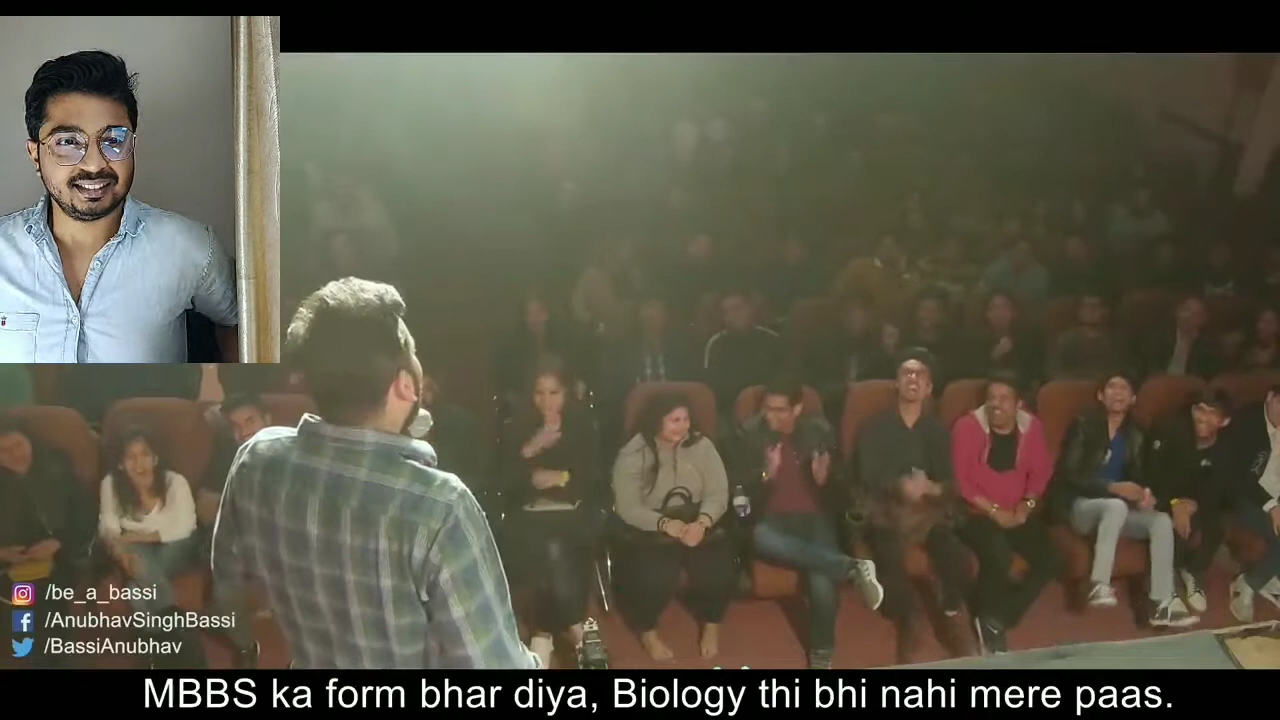 /be_a_bassi
/AnubhavSinghBassi
/BassiAnubhav
MBBS ka form bhar diya, Biology thi bhi nahi mere paas.